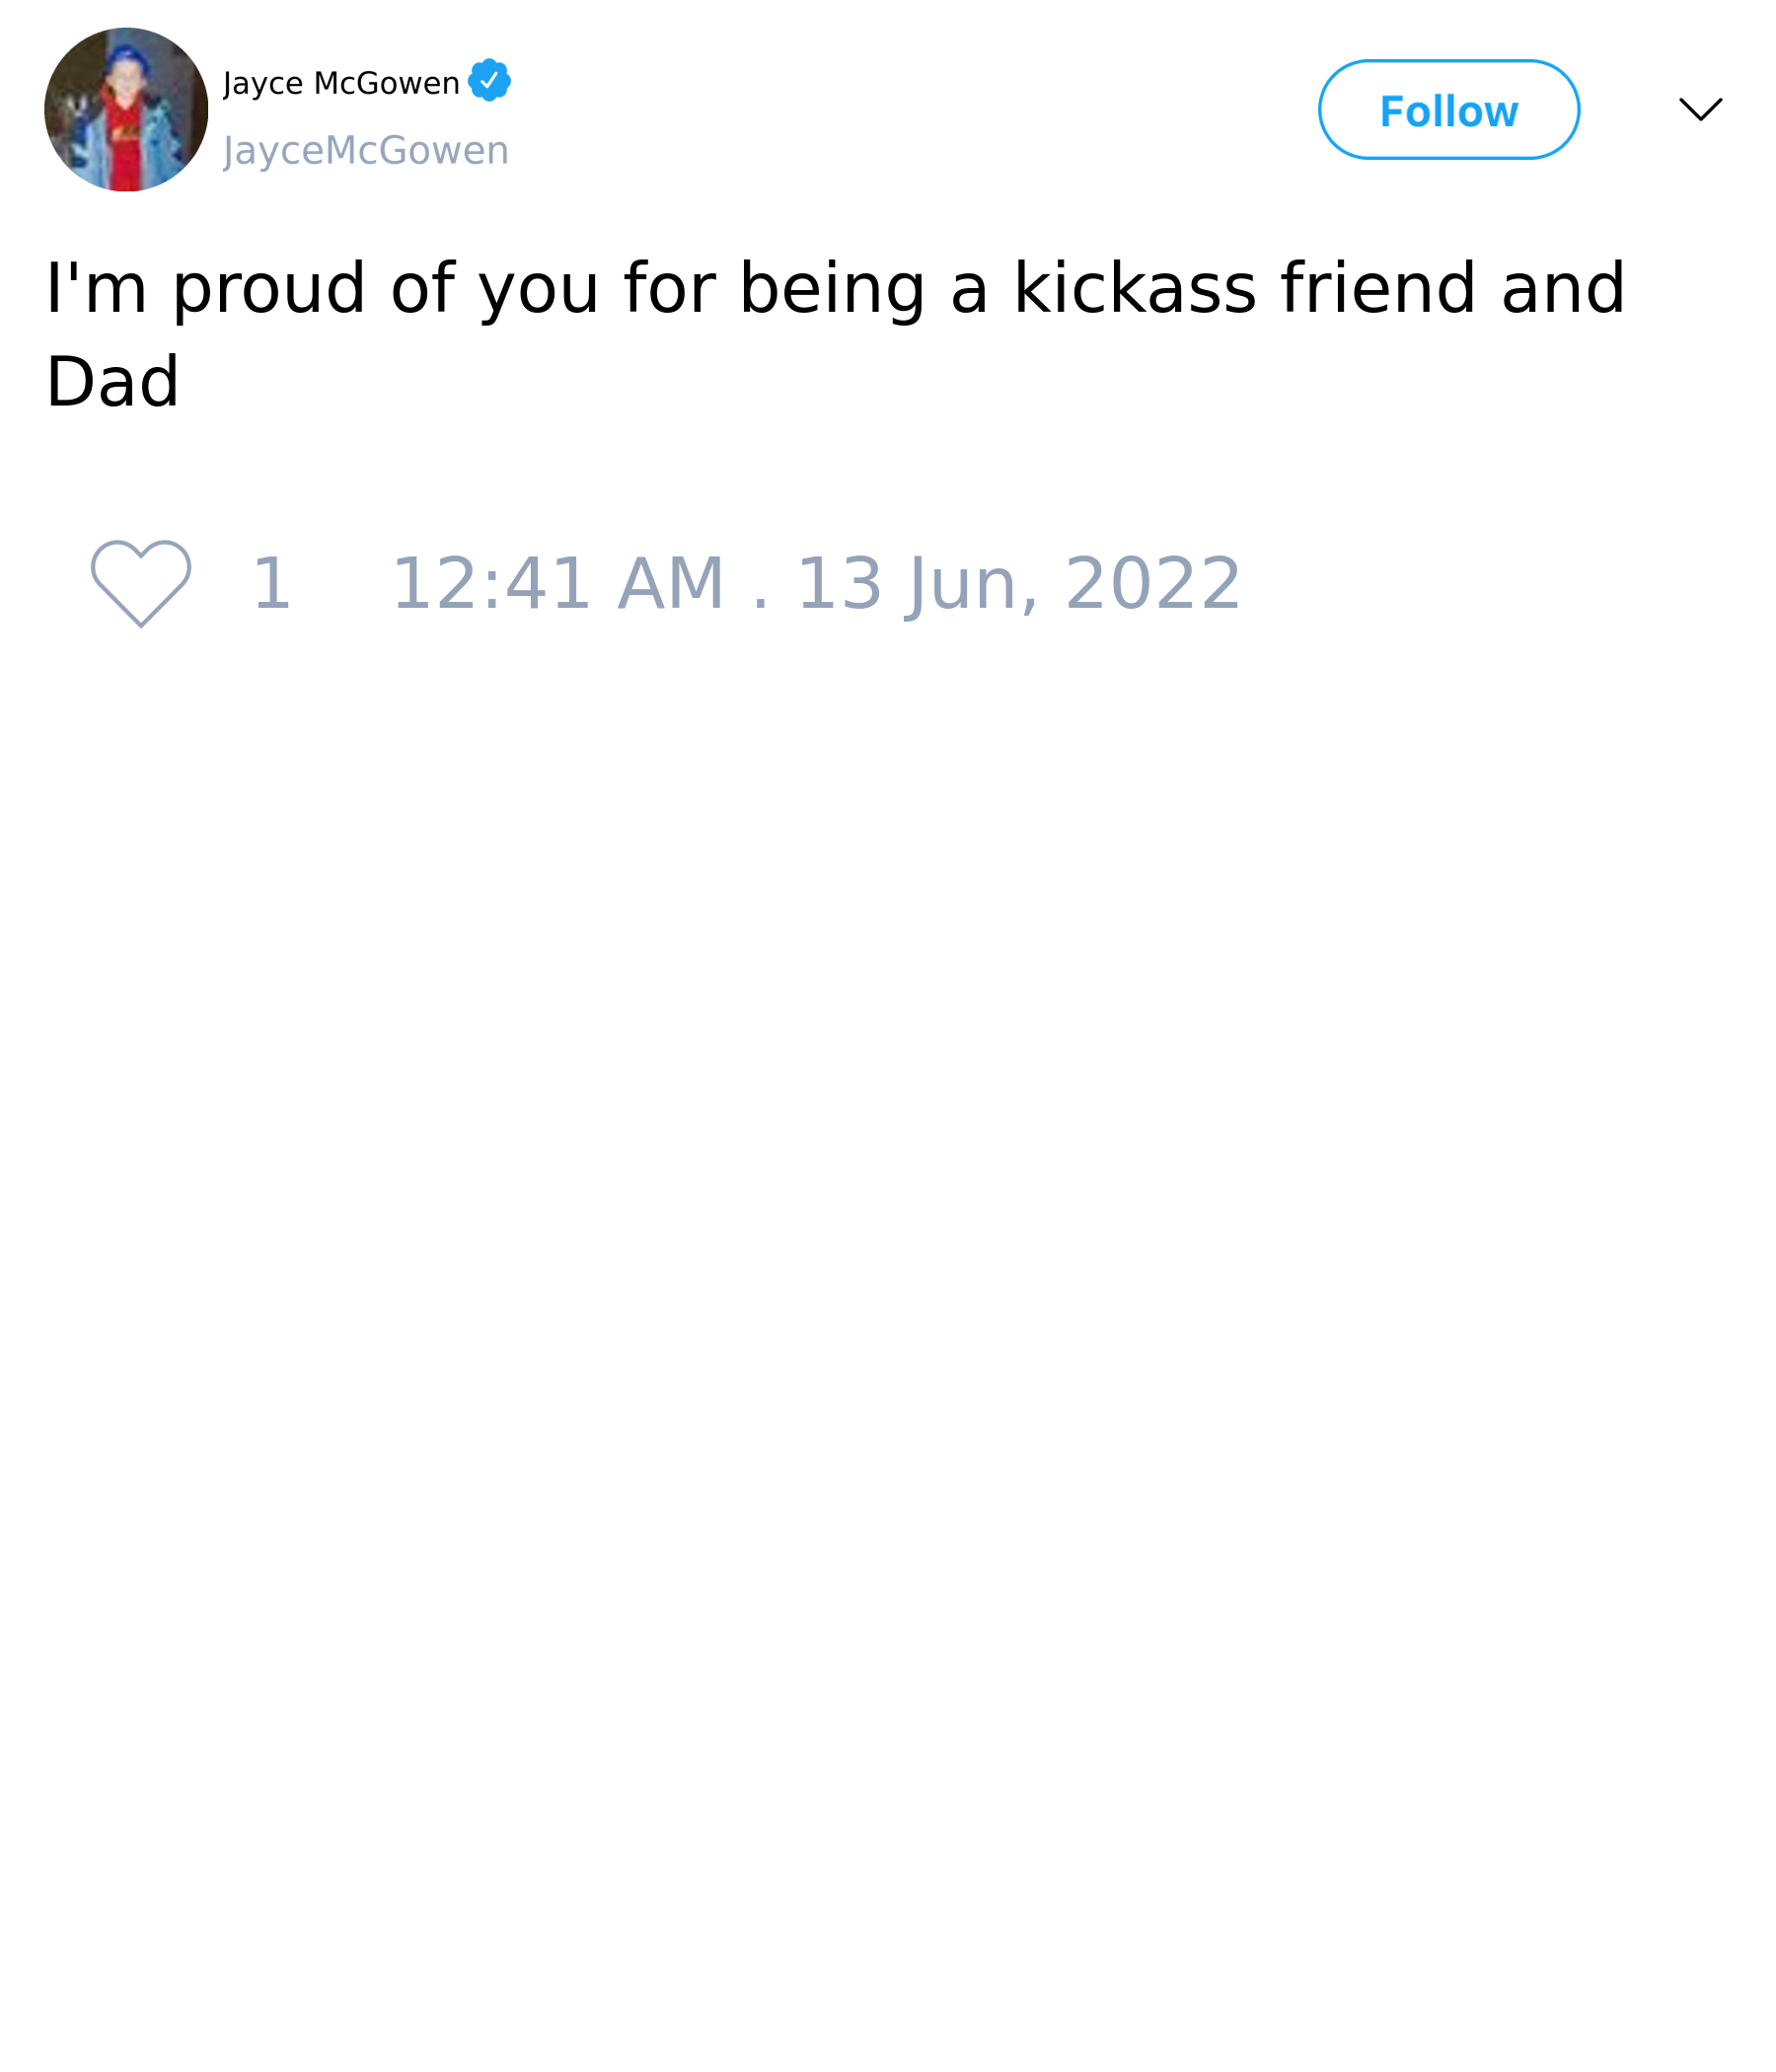 Jayce McGowen
JayceMcGowen
Follow
I'm proud of you for being a kickass friend and
Dad
1 12:41 AM . 13 Jun, 2022